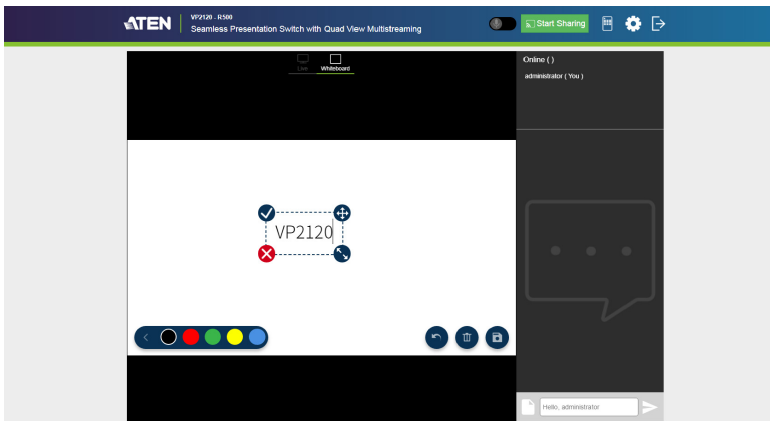 ATEN
VP2120 - R500
Seamless Presentation Switch with Quad View Multistreaming
Start Sharing
Live
Whiteboard
Online ( )
administrator ( You )
VP2120
Hello, administrator